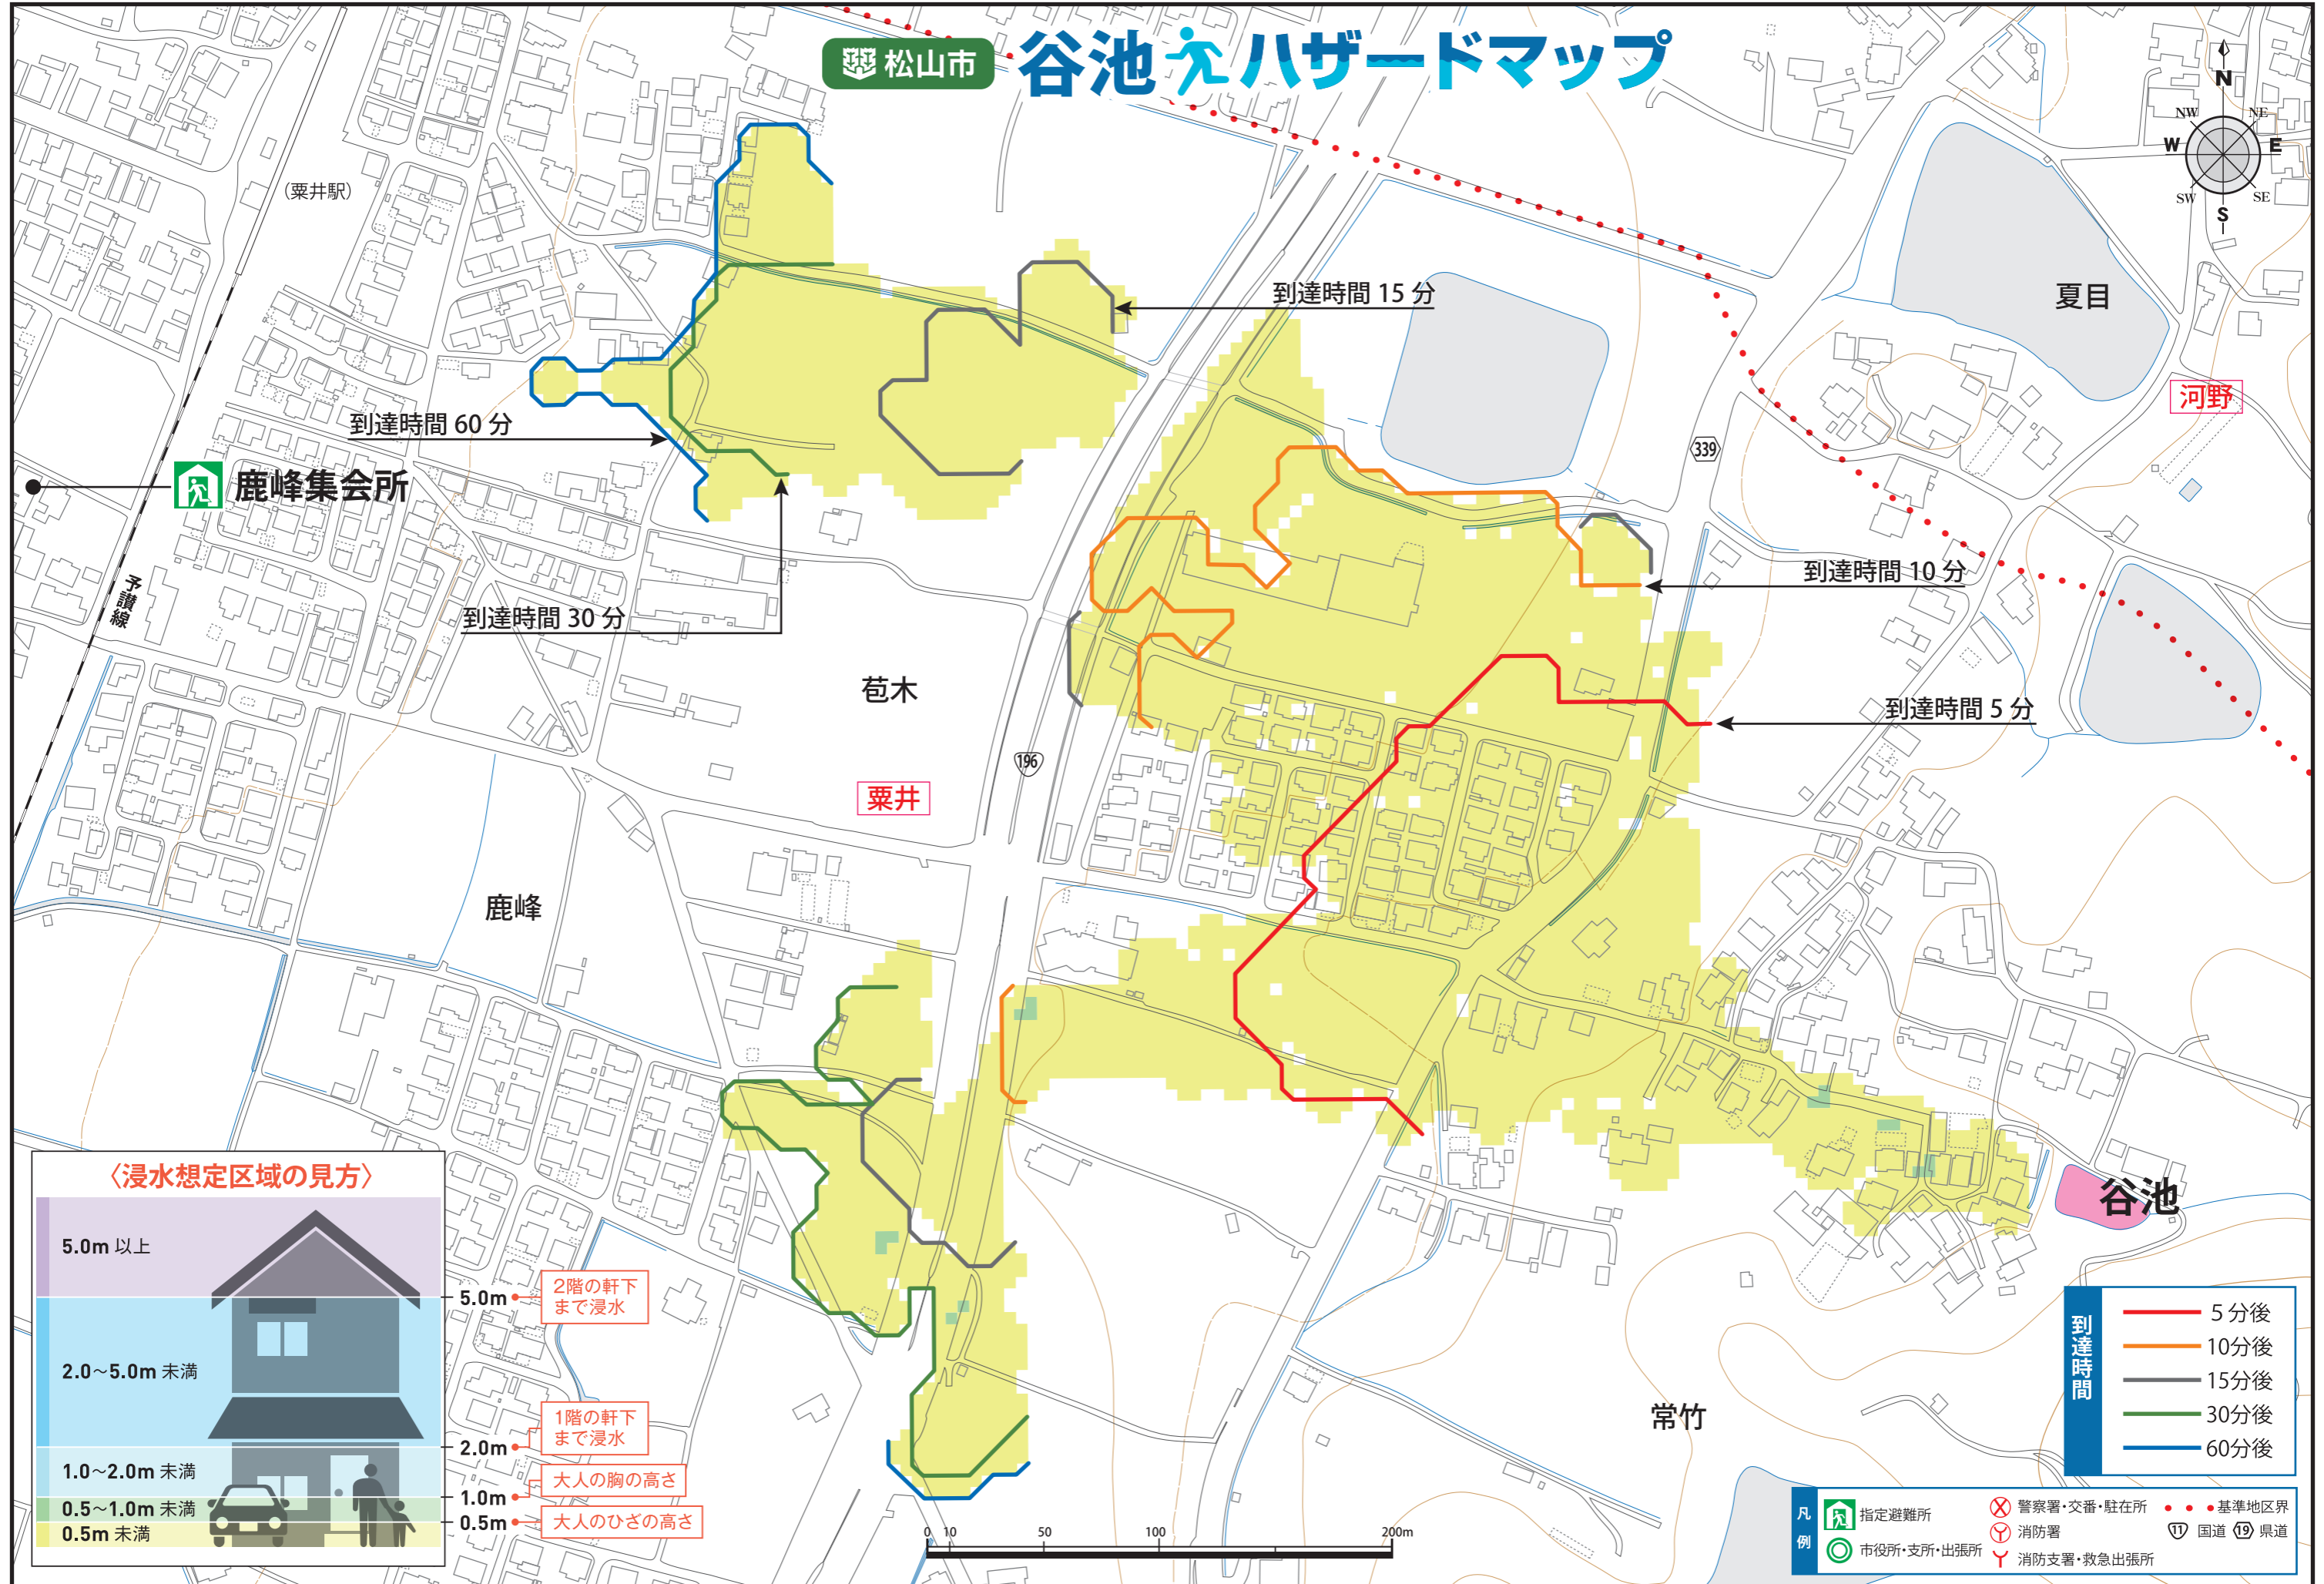 松山市
谷池ハザードマップ
N
NW
NE
W
E
SW
SE
S
(粟井駅)
夏目
到達時間 15 分
河野
到達時間 60 分
339
鹿峰集会所
到達時間 10 分
予讃線
到達時間 30 分
苞木
到達時間 5 分
196
粟井
鹿峰
谷池
常竹
〈浸水想定区域の見方〉
5.0m 以上
5.0m
2階の軒下
まで浸水
2.0〜5.0m 未満
1階の軒下
まで浸水
2.0m
1.0〜2.0m 未満
大人の胸の高さ
1.0m
0.5〜1.0m 未満
0.5m
大人のひざの高さ
0.5m 未満
0 10 50 100 200m
到達時間
5 分後
10分後
15分後
30分後
60分後
凡例
指定避難所
市役所・支所・出張所
警察署・交番・駐在所
消防署
消防支署・救急出張所
基準地区界
11 国道 19 県道